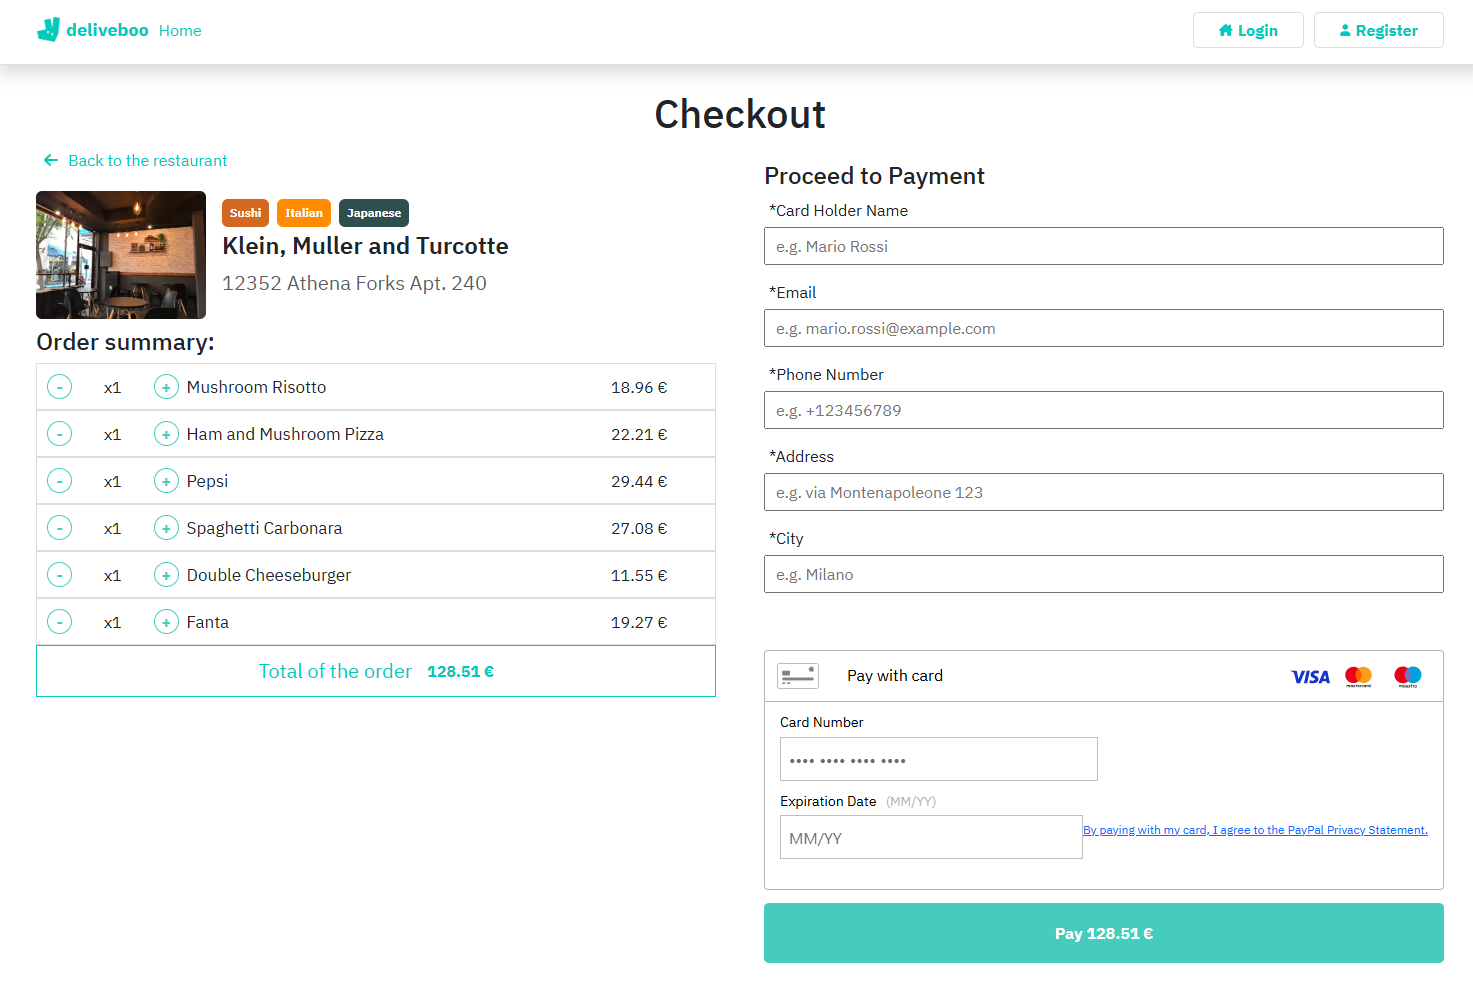 deliveboo Home
Login
Register
Checkout
Back to the restaurant
Sushi Italian Japanese
Klein, Muller and Turcotte
12352 Athena Forks Apt. 240
Order summary:
- x1 + Mushroom Risotto 18.96 €
- x1 + Ham and Mushroom Pizza 22.21 €
- x1 + Pepsi 29.44 €
- x1 + Spaghetti Carbonara 27.08 €
- x1 + Double Cheeseburger 11.55 €
- x1 + Fanta 19.27 €
Total of the order 128.51 €
Proceed to Payment
*Card Holder Name
e.g. Mario Rossi
*Email
e.g. mario.rossi@example.com
*Phone Number
e.g. +123456789
*Address
e.g. via Montenapoleone 123
*City
e.g. Milano
Pay with card
VISA mastercard maestro
Card Number
•••• •••• •••• ••••
Expiration Date (MM/YY)
MM/YY
By paying with my card, I agree to the PayPal Privacy Statement.
Pay 128.51 €